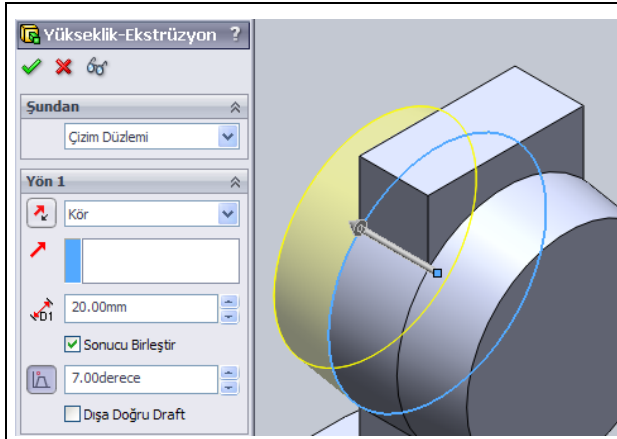 Yükseklik-Ekstrüzyon ?
Şundan
Çizim Düzlemi
Yön 1
Kör
D1
20.00mm
Sonucu Birleştir
7.00derece
Dışa Doğru Draft